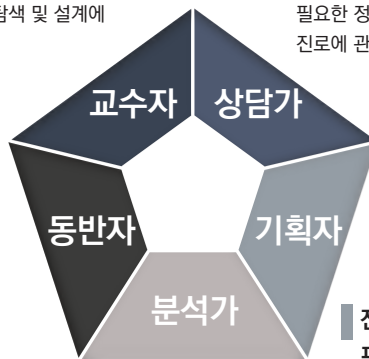 탐색 및 설계에
필요한 정
진로에 관
교수자
상담가
동반자
기획자
분석가